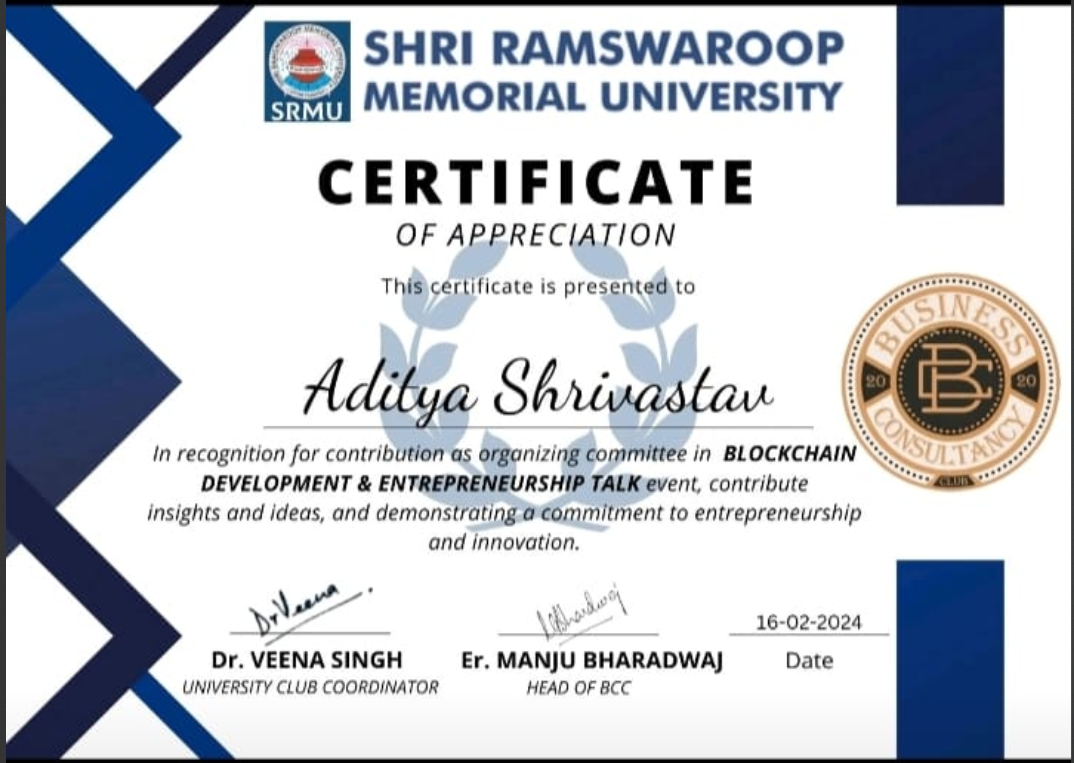 SHRI RAMSWAROOP
MEMORIAL UNIVERSITY
SRMU
CERTIFICATE
OF APPRECIATION
This certificate is presented to
Aditya Shrivastav
BUSINESS
20 BC 20
CONSULTANCY
CLUB
In recognition for contribution as organizing committee in BLOCKCHAIN
DEVELOPMENT & ENTREPRENEURSHIP TALK event, contribute
insights and ideas, and demonstrating a commitment to entrepreneurship
and innovation.
Dr Veena
16-02-2024
Dr. VEENA SINGH
Er. MANJU BHARADWAJ
Date
UNIVERSITY CLUB COORDINATOR
HEAD OF BCC